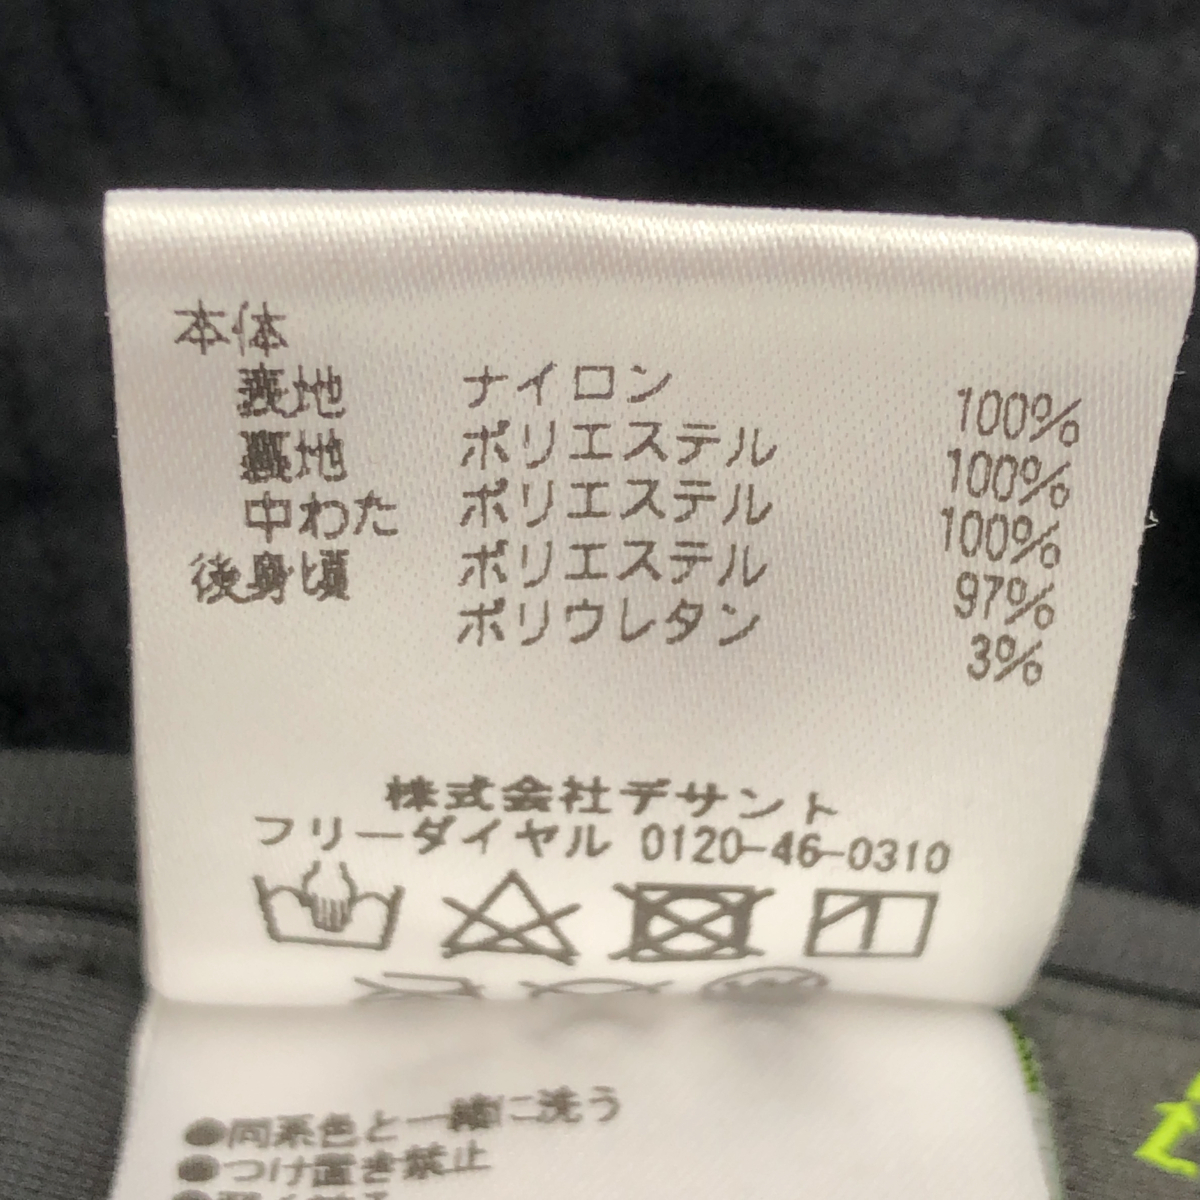 本体
表地 ナイロン 100%
裏地 ポリエステル 100%
中わた ポリエステル 100%
後身頃 ポリエステル 97%
ポリウレタン 3%
株式会社デサント
フリーダイヤル 0120-46-0310
●同系色と一緒に洗う
●つけ置き禁止